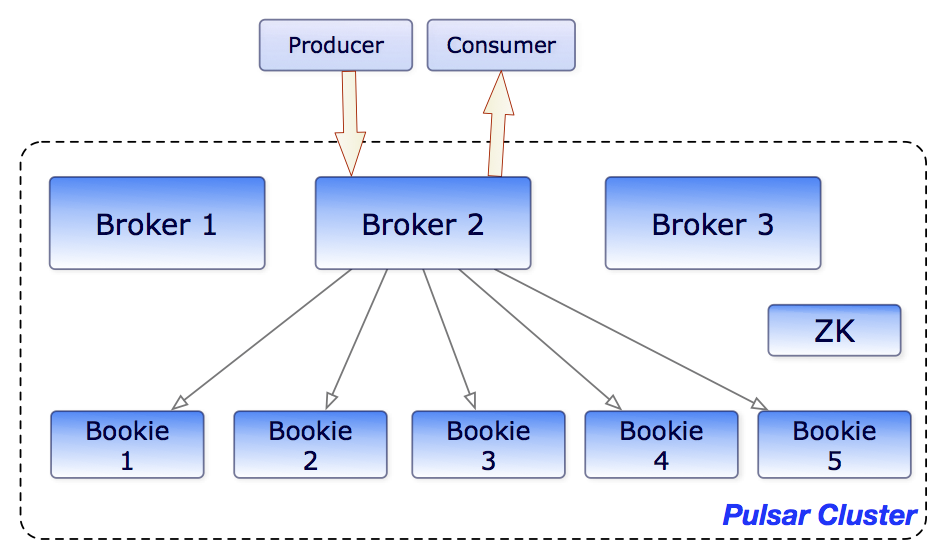 Producer
Consumer
Broker 1
Broker 2
Broker 3
ZK
Bookie
1
Bookie
2
Bookie
3
Bookie
4
Bookie
5
Pulsar Cluster